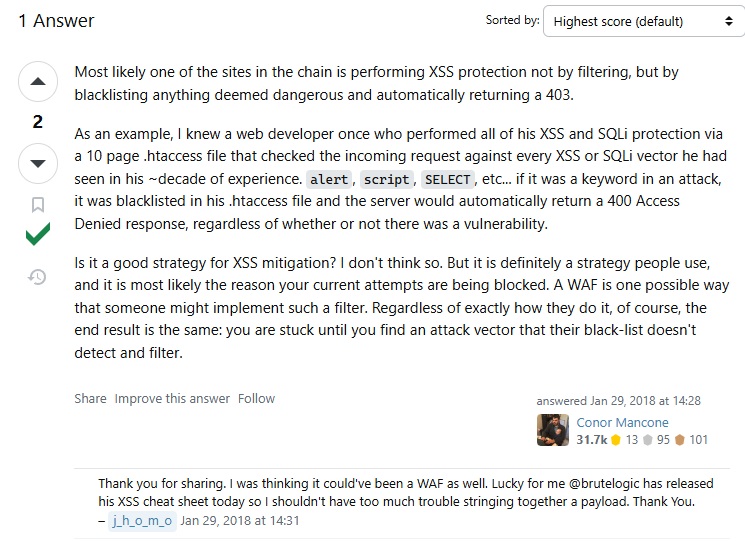 1 Answer
Sorted by: Highest score (default)
Most likely one of the sites in the chain is performing XSS protection not by filtering, but by
blacklisting anything deemed dangerous and automatically returning a 403.
2
As an example, I knew a web developer once who performed all of his XSS and SQLi protection via
a 10 page .htaccess file that checked the incoming request against every XSS or SQLi vector he had
seen in his ~decade of experience. alert, script, SELECT, etc... if it was a keyword in an attack,
it was blacklisted in his .htaccess file and the server would automatically return a 400 Access
Denied response, regardless of whether or not there was a vulnerability.
Is it a good strategy for XSS mitigation? I don't think so. But it is definitely a strategy people use,
and it is most likely the reason your current attempts are being blocked. A WAF is one possible way
that someone might implement such a filter. Regardless of exactly how they do it, of course, the
end result is the same: you are stuck until you find an attack vector that their black-list doesn't
detect and filter.
Share Improve this answer Follow
answered Jan 29, 2018 at 14:28
Conor Mancone
31.7k 13 95 101
Thank you for sharing. I was thinking it could've been a WAF as well. Lucky for me @brutelogic has released
his XSS cheat sheet today so I shouldn't have too much trouble stringing together a payload. Thank You.
– j_h_o_m_o Jan 29, 2018 at 14:31